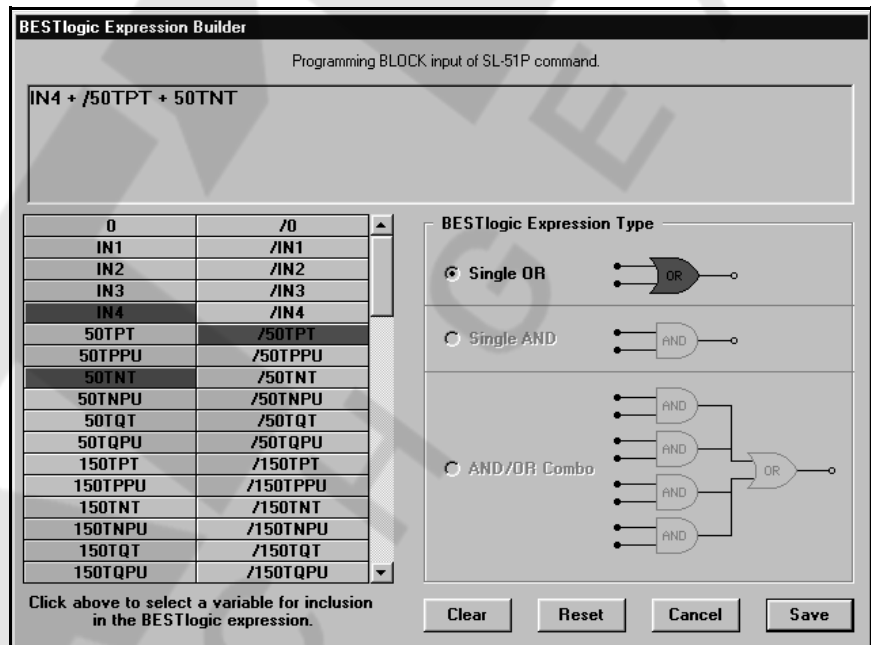 BESTlogic Expression Builder
Programming BLOCK input of SL-51P command.
IN4 + /50TPT + 50TNT
0 /0
IN1 /IN1
IN2 /IN2
IN3 /IN3
IN4 /IN4
50TPT /50TPT
50TPPU /50TPPU
50TNT /50TNT
50TNPU /50TNPU
50TQT /50TQT
50TQPU /50TQPU
150TPT /150TPT
150TPPU /150TPPU
150TNT /150TNT
150TNPU /150TNPU
150TQT /150TQT
150TQPU /150TQPU
Click above to select a variable for inclusion
in the BESTlogic expression.
BESTlogic Expression Type
Single OR OR
Single AND AND
AND
AND
AND/OR Combo OR
AND
AND
Clear Reset Cancel Save